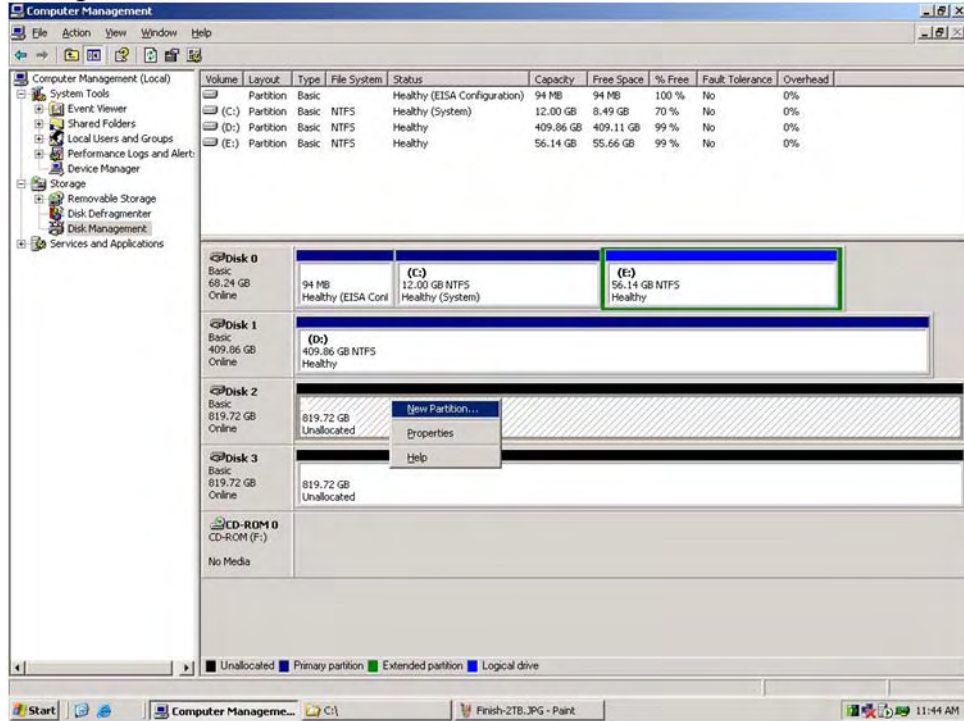 Computer Management
File Action View Window Help
Computer Management (Local)
System Tools
Event Viewer
Shared Folders
Local Users and Groups
Performance Logs and Alert
Device Manager
Storage
Removable Storage
Disk Defragmenter
Disk Management
Services and Applications
Volume Layout Type File System Status Capacity Free Space % Free Fault Tolerance Overhead
Partition Basic Healthy (EISA Configuration) 94 MB 94 MB 100 % No 0%
(C:) Partition Basic NTFS Healthy (System) 12.00 GB 8.49 GB 70 % No 0%
(D:) Partition Basic NTFS Healthy 409.86 GB 409.11 GB 99 % No 0%
(E:) Partition Basic NTFS Healthy 56.14 GB 55.66 GB 99 % No 0%
Disk 0
Basic
68.24 GB
Online
94 MB
Healthy (EISA Conf
(C:)
12.00 GB NTFS
Healthy (System)
(E:)
56.14 GB NTFS
Healthy
Disk 1
Basic
409.86 GB
Online
(D:)
409.86 GB NTFS
Healthy
Disk 2
Basic
819.72 GB
Online
819.72 GB
Unallocated
New Partition...
Properties
Help
Disk 3
Basic
819.72 GB
Online
819.72 GB
Unallocated
CD-ROM 0
CD-ROM (F:)
No Media
Unallocated Primary partition Extended partition Logical drive
Start Computer Manageme... C:\ Finish-2TB.JPG - Paint 11:44 AM